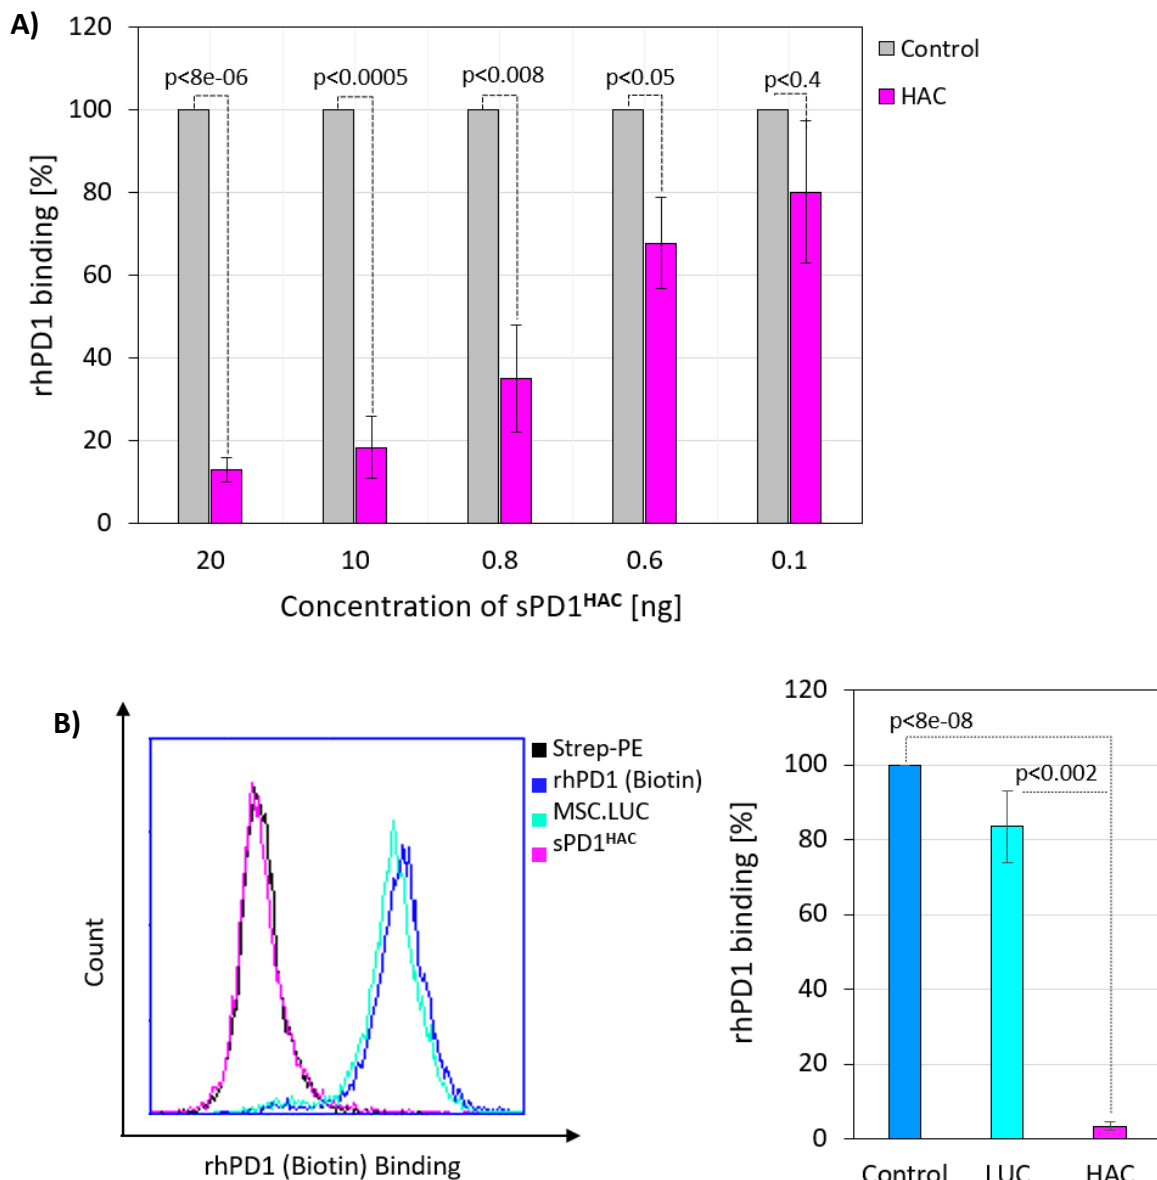 A)
120
100
80
60
40
20
0
rhPD1 binding [%]
p<8e-06
p<0.0005
p<0.008
p<0.05
p<0.4
Control
HAC
20 10 0.8 0.6 0.1
Concentration of sPD1HAC [ng]
B)
Count
rhPD1 (Biotin) Binding
Strep-PE
rhPD1 (Biotin)
MSC.LUC
sPD1HAC
120
100
80
60
40
20
0
rhPD1 binding [%]
p<8e-08
p<0.002
Control LUC HAC